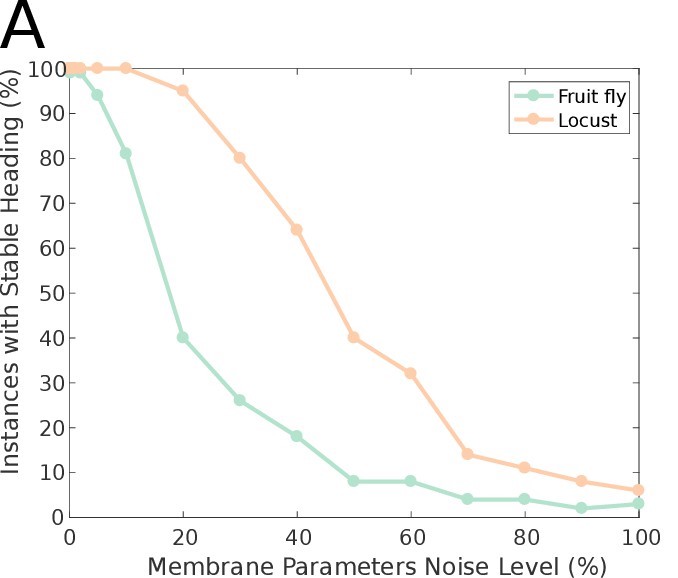 A
Instances with Stable Heading (%)
100
90
80
70
60
50
40
30
20
10
0
0 20 40 60 80 100
Membrane Parameters Noise Level (%)
Fruit fly
Locust